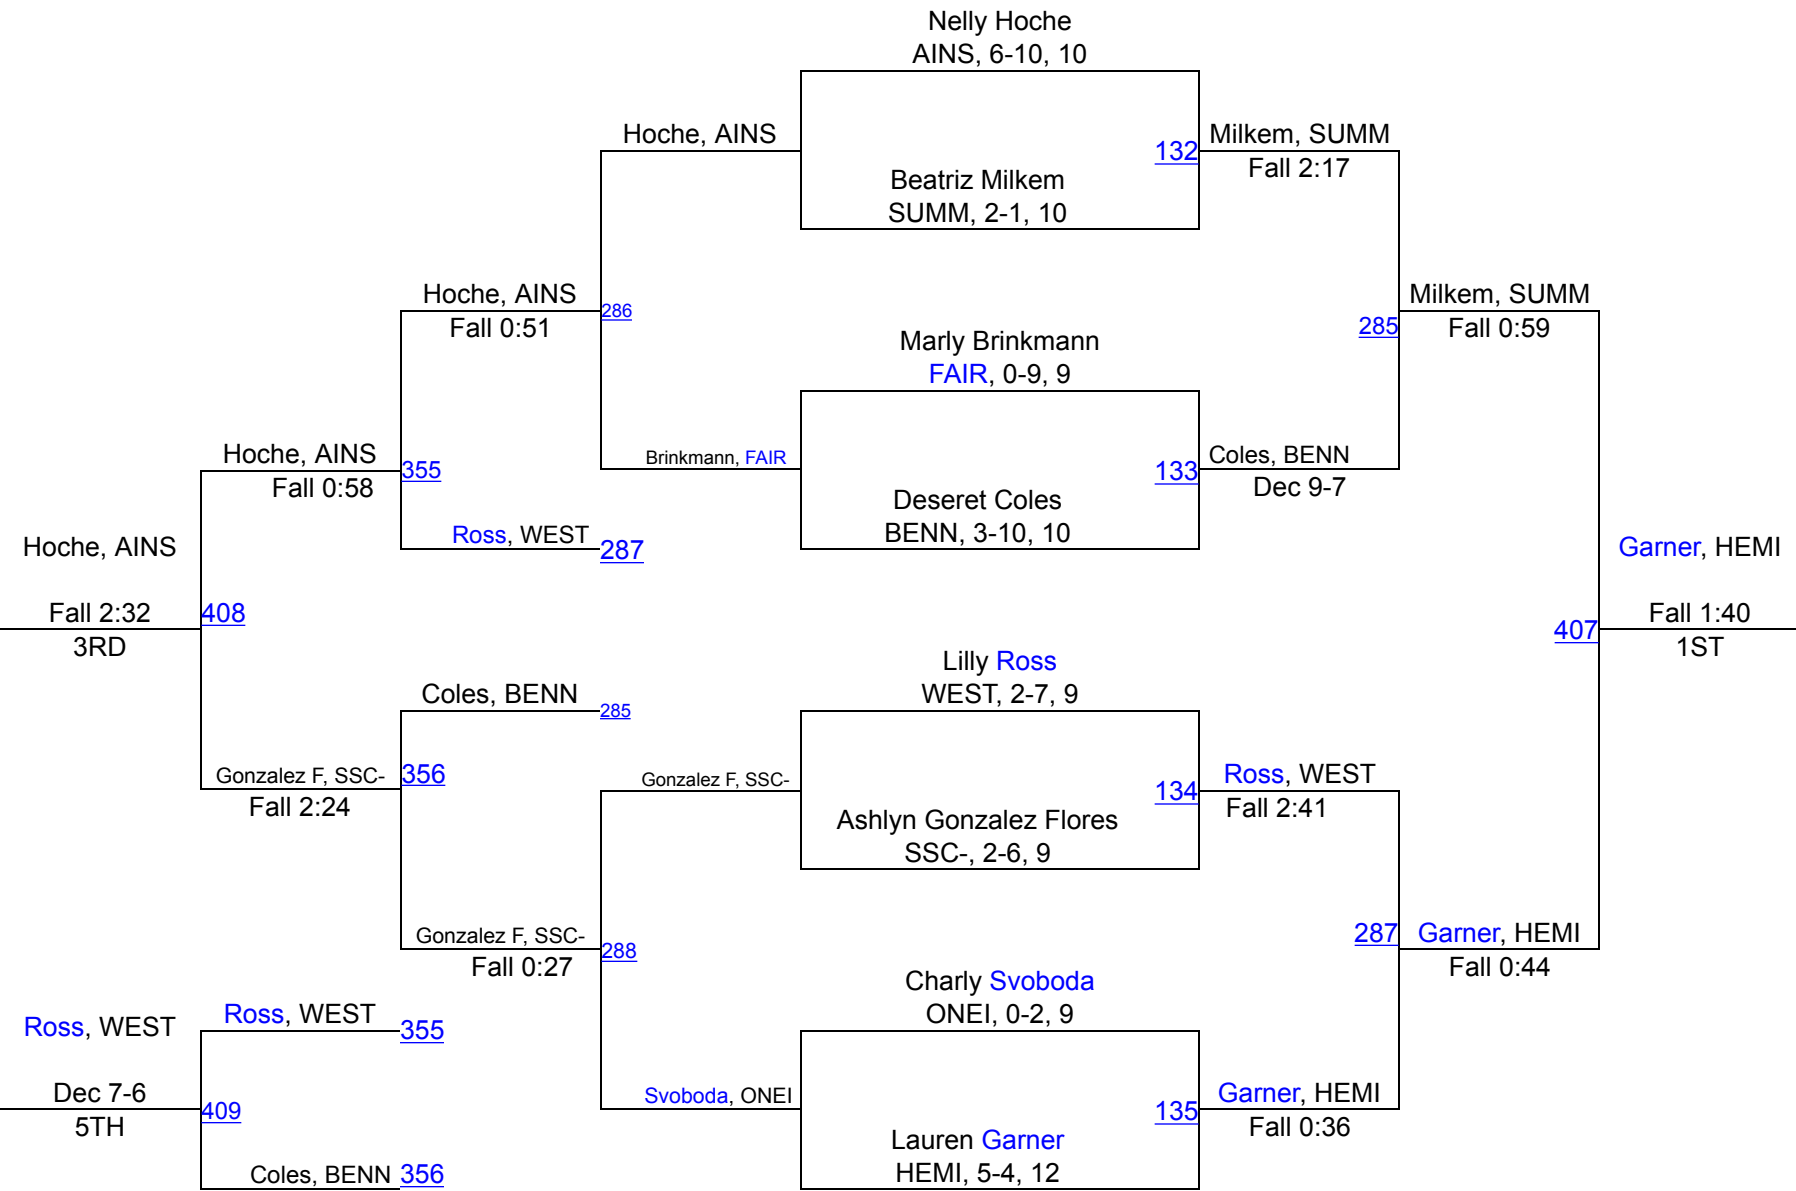 Nelly Hoche
AINS, 6-10, 10
Hoche, AINS
132
Milkem, SUMM
Fall 2:17
Beatriz Milkem
SUMM, 2-1, 10
Hoche, AINS
Fall 0:51
286
Milkem, SUMM
Fall 0:59
285
Marly Brinkmann
FAIR, 0-9, 9
Hoche, AINS
Fall 0:58
355
Brinkmann, FAIR
133
Coles, BENN
Dec 9-7
Deseret Coles
BENN, 3-10, 10
Ross, WEST
287
Hoche, AINS
Fall 2:32
3RD
408
Garner, HEMI
Fall 1:40
1ST
407
Lilly Ross
WEST, 2-7, 9
Coles, BENN
285
Gonzalez F, SSC-
Fall 2:24
356
Gonzalez F, SSC-
134
Ross, WEST
Fall 2:41
Ashlyn Gonzalez Flores
SSC-, 2-6, 9
Gonzalez F, SSC-
Fall 0:27
288
287
Garner, HEMI
Fall 0:44
Charly Svoboda
ONEI, 0-2, 9
Ross, WEST
Dec 7-6
5TH
Ross, WEST
355
409
Svoboda, ONEI
135
Garner, HEMI
Fall 0:36
Lauren Garner
HEMI, 5-4, 12
Coles, BENN
356